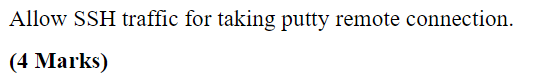 Allow SSH traffic for taking putty remote connection.
(4 Marks)